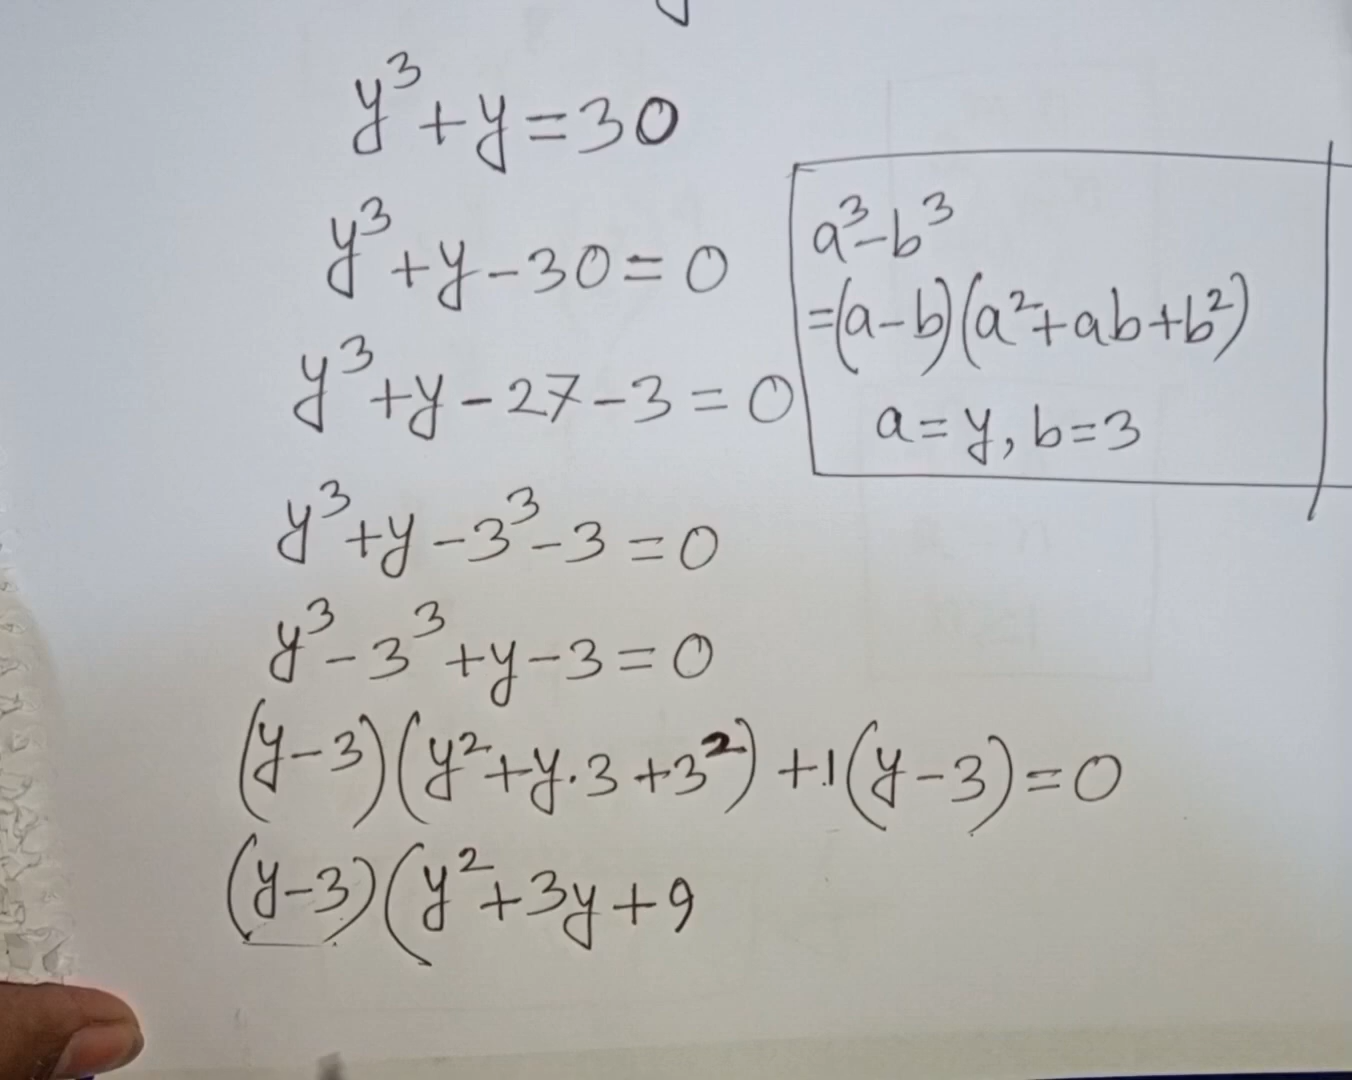 y³+y=30
y³+y-30=0
y³+y-27-3=0
y³+y-3³-3=0
y³-3³+y-3=0
(y-3)(y²+y.3+3²)+1(y-3)=0
(y-3)(y²+3y+9
a³-b³
=(a-b)(a²+ab+b²)
a=y, b=3